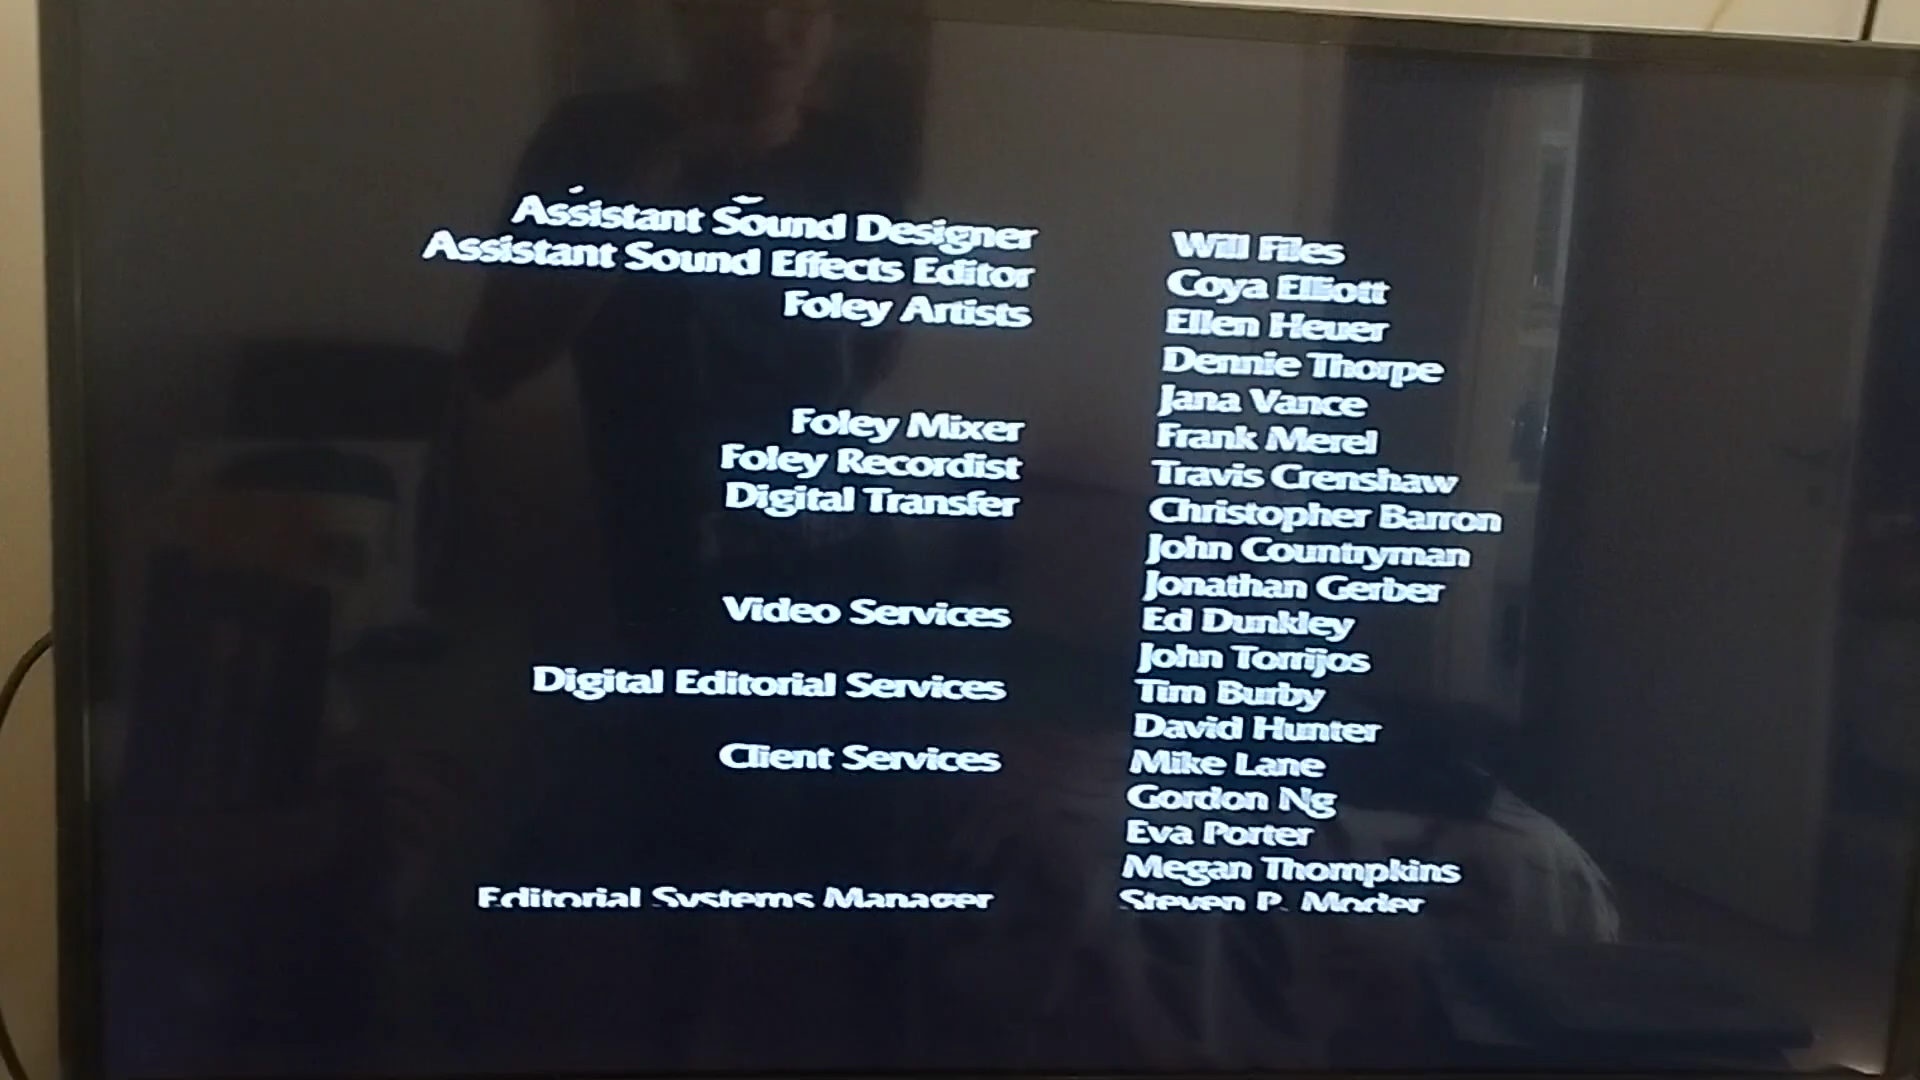 Assistant Sound Designer Will Files
Assistant Sound Effects Editor Coya Elliott
Foley Artists Ellen Heuer
Dennie Thorpe
Jana Vance
Foley Mixer Frank Merel
Foley Recordist Travis Crenshaw
Digital Transfer Christopher Barron
John Countryman
Jonathan Gerber
Video Services Ed Dunkley
John Torrijos
Digital Editorial Services Tim Burby
David Hunter
Client Services Mike Lane
Gordon Ng
Eva Porter
Megan Thompkins
Editorial Systems Manager Steven P. Moder